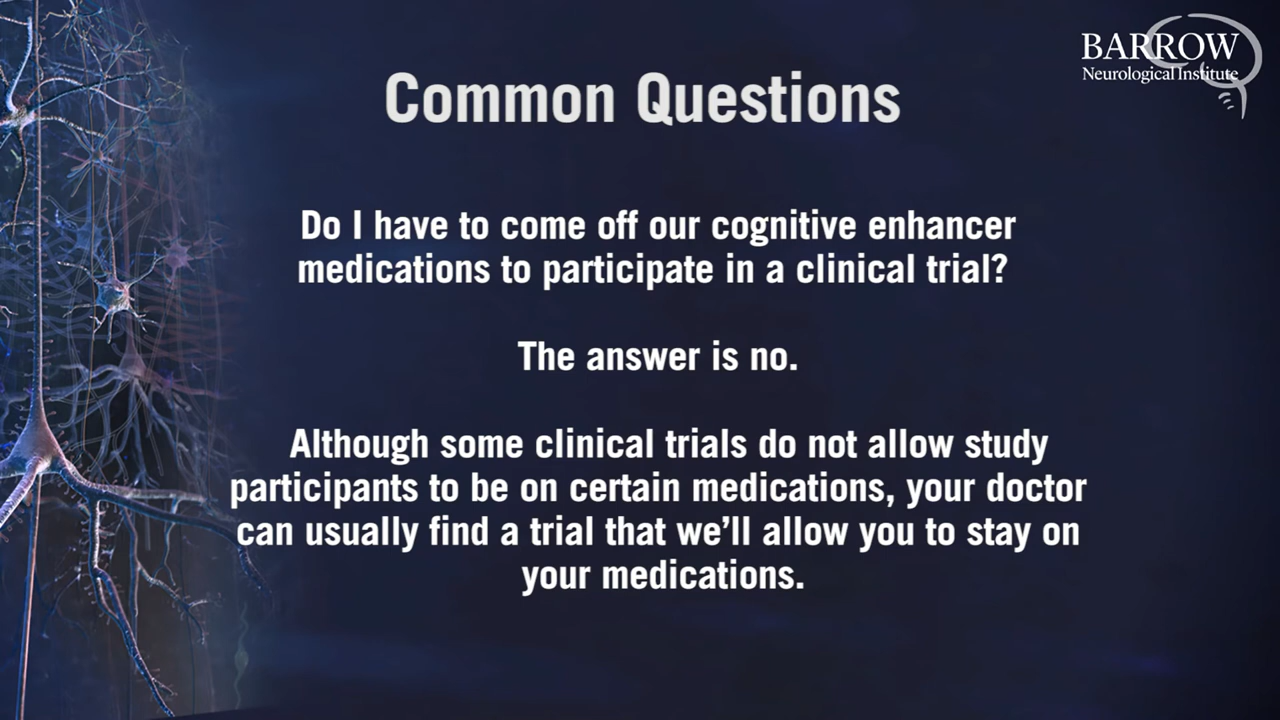 BARROW
Neurological Institute
Common Questions
Do I have to come off our cognitive enhancer
medications to participate in a clinical trial?
The answer is no.
Although some clinical trials do not allow study
participants to be on certain medications, your doctor
can usually find a trial that we’ll allow you to stay on
your medications.